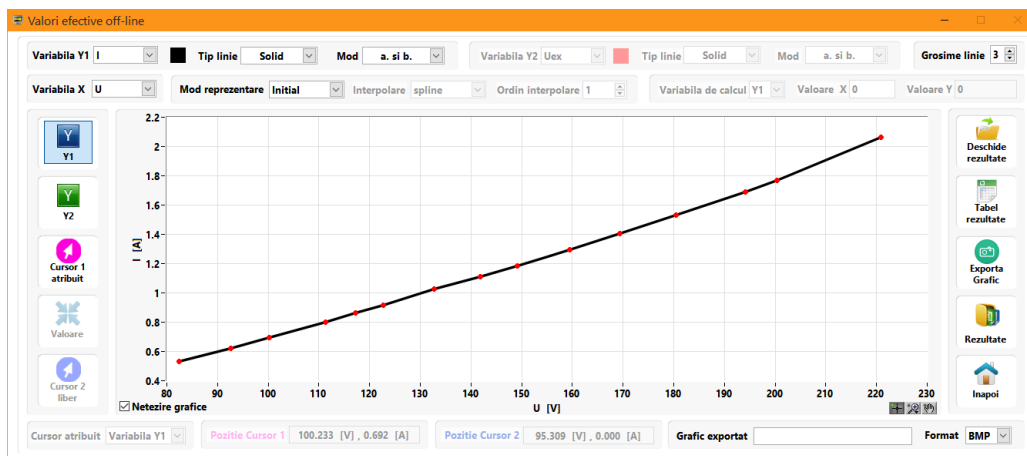 Valori efective off-line
Variabila Y1 I Tip linie Solid Mod a. si b. Variabila Y2 Uex Tip linie Solid Mod a. si b. Grosime linie 3
Variabila X U Mod reprezentare Initial Interpolare spline Ordin interpolare 1 Variabila de calcul Y1 Valoare X 0 Valoare Y 0
Y
Y1
Y
Y2
Cursor 1
atribuit
Valoare
Cursor 2
liber
2.2
2
1.8
1.6
1.4
1.2
1
0.8
0.6
0.4
I [A]
80 90 100 110 120 130 140 150 160 170 180 190 200 210 220 230
U [V]
Netezire grafice
Deschide
rezultate
Tabel
rezultate
Exporta
Grafic
Rezultate
Inapoi
Cursor atribuit Variabila Y1 Pozitie Cursor 1 100.233 [V] , 0.692 [A] Pozitie Cursor 2 95.309 [V] , 0.000 [A] Grafic exportat Format BMP